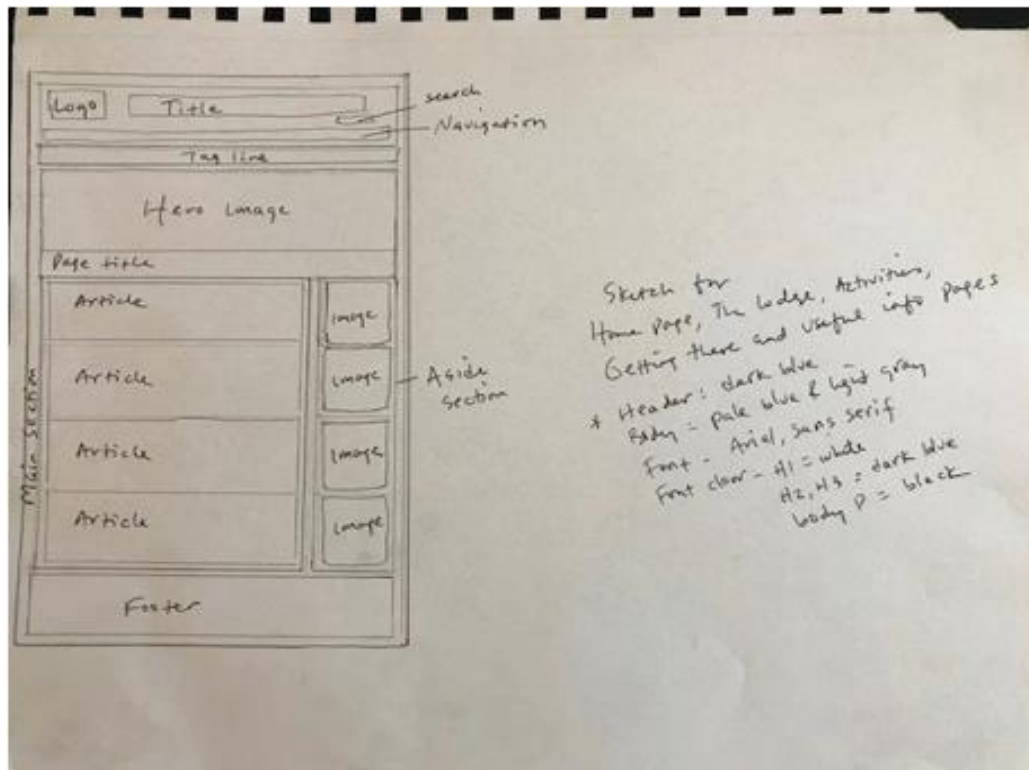 Logo
Title
search
Navigation
Tag line
Hero image
Page title
Article
image
Article
image
Aside
section
Main section
Article
image
Article
image
Footer
Sketch for
Home Page, The Lodge, Activities,
Getting there and useful info pages
* Header: dark blue
Body - pale blue & light gray
Font - Arial, sans serif
Font - H1 = white
H2, H3 = dark blue
body P = black